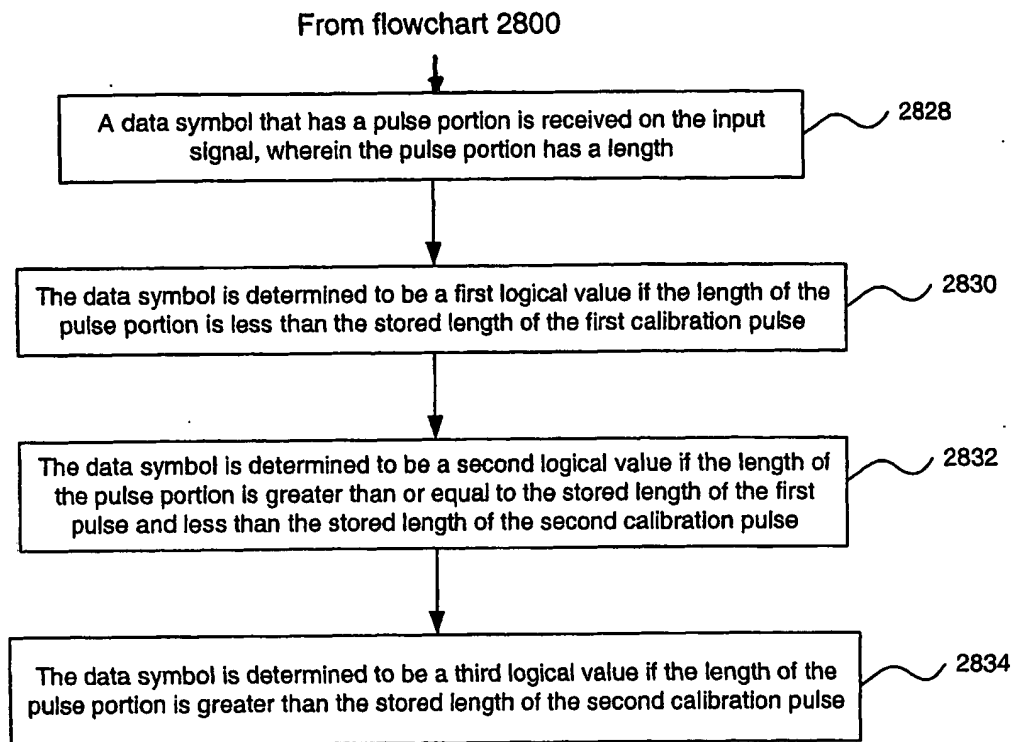 From flowchart 2800
A data symbol that has a pulse portion is received on the input
signal, wherein the pulse portion has a length
2828
The data symbol is determined to be a first logical value if the length of the
pulse portion is less than the stored length of the first calibration pulse
2830
The data symbol is determined to be a second logical value if the length of
the pulse portion is greater than or equal to the stored length of the first
pulse and less than the stored length of the second calibration pulse
2832
The data symbol is determined to be a third logical value if the length of the
pulse portion is greater than the stored length of the second calibration pulse
2834